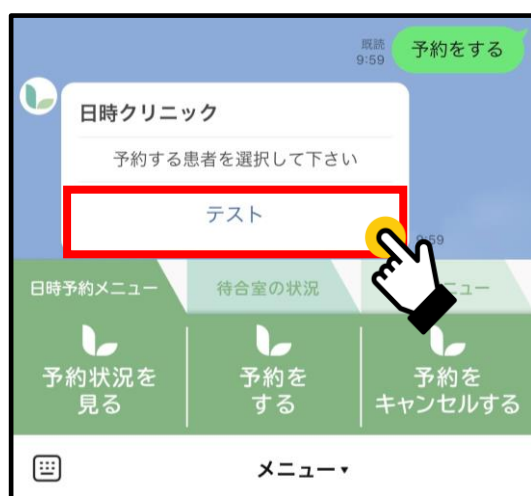 既読
9:59
予約をする
日時クリニック
予約する患者を選択して下さい
テスト
9:59
日時予約メニュー
待合室の状況
ニュー
予約状況を
見る
予約を
する
予約を
キャンセルする
メニュー▼